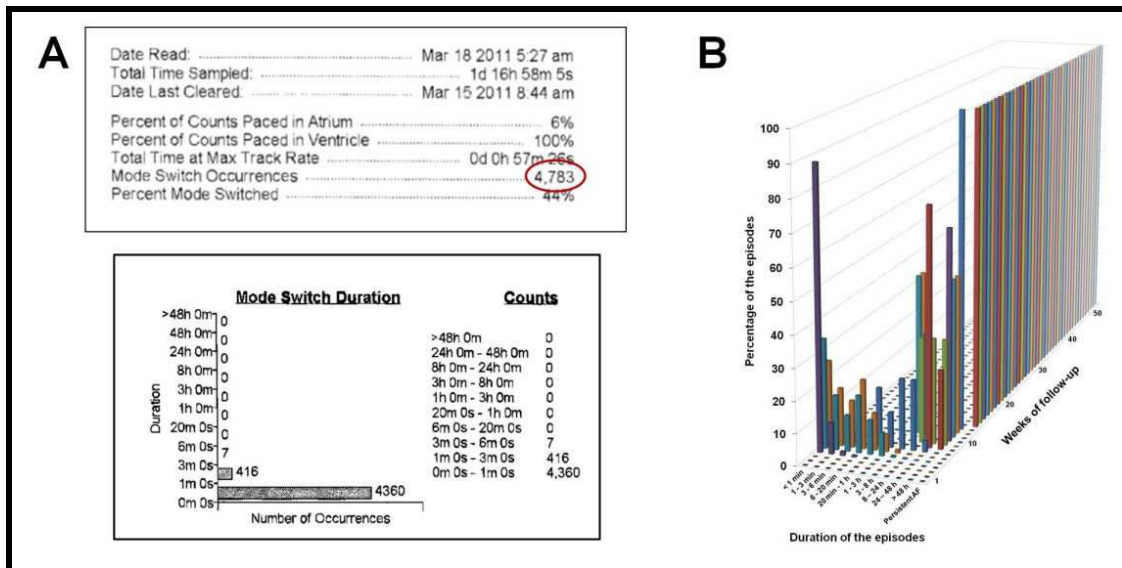 A
Date Read: Mar 18 2011 5:27 am
Total Time Sampled: 1d 16h 58m 5s
Date Last Cleared: Mar 15 2011 8:44 am
Percent of Counts Paced in Atrium 6%
Percent of Counts Paced in Ventricle 100%
Total Time at Max Track Rate 0d 0h 57m 26s
Mode Switch Occurrences 4,783
Percent Mode Switched 44%
Mode Switch Duration
Duration
>48h 0m
48h 0m
24h 0m
8h 0m
3h 0m
1h 0m
20m 0s
6m 0s
3m 0s
1m 0s
0m 0s
0
0
0
0
0
0
0
7
416
4360
Number of Occurrences
Counts
>48h 0m 0
24h 0m - 48h 0m 0
8h 0m - 24h 0m 0
3h 0m - 8h 0m 0
1h 0m - 3h 0m 0
20m 0s - 1h 0m 0
6m 0s - 20m 0s 0
3m 0s - 6m 0s 7
1m 0s - 3m 0s 416
0m 0s - 1m 0s 4,360
B
Percentage of the episodes
100
90
80
70
60
50
40
30
20
10
0
< 1 min
1 – 3 min
3 – 6 min
6 – 20 min
20 min – 1 h
1 – 3 h
3 – 8 h
8 – 24 h
24 – 48 h
> 48 h
Persistent AF
Duration of the episodes
1
10
20
30
40
50
Weeks of follow-up